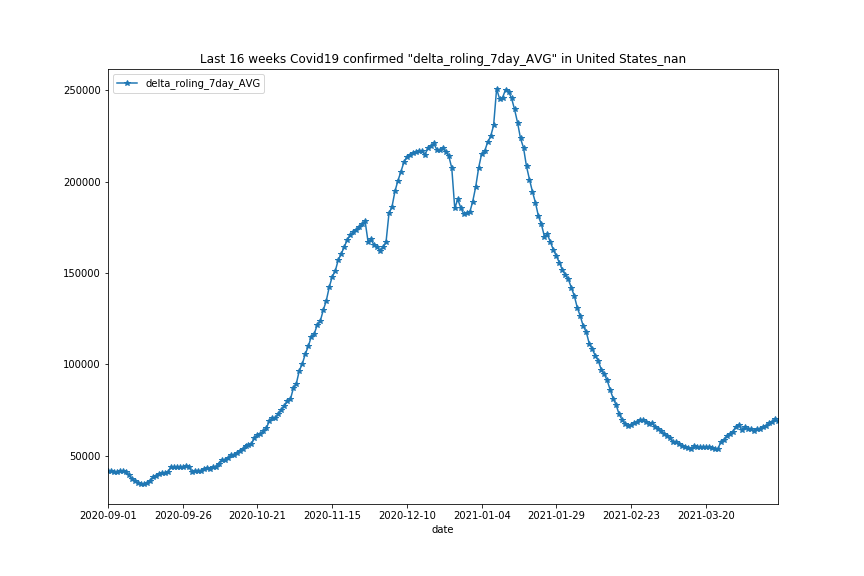 Last 16 weeks Covid19 confirmed "delta_roling_7day_AVG" in United States_nan
delta_roling_7day_AVG
250000
200000
150000
100000
50000
2020-09-01 2020-09-26 2020-10-21 2020-11-15 2020-12-10 2021-01-04 2021-01-29 2021-02-23 2021-03-20
date